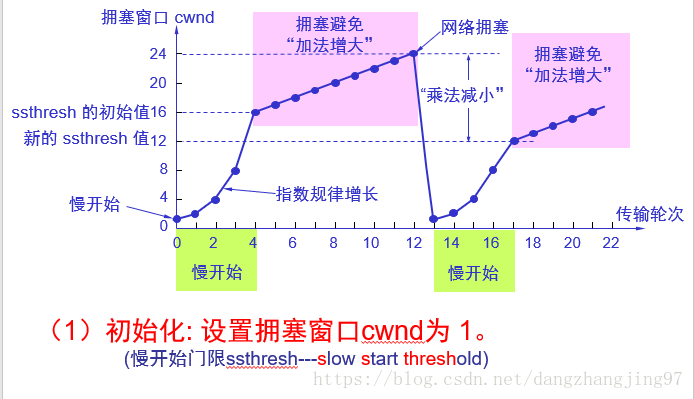 拥塞窗口 cwnd
拥塞避免
“加法增大”
网络拥塞
拥塞避免
“加法增大”
24
20
“乘法减小”
ssthresh 的初始值
16
新的 ssthresh 值
12
8
指数规律增长
4
慢开始
传输轮次
0
0 2 4 6 8 10 12 14 16 18 20 22
慢开始
慢开始
（1）初始化: 设置拥塞窗口cwnd为 1。
(慢开始门限ssthresh---slow start threshold)
https://blog.csdn.net/dangzhangjing97